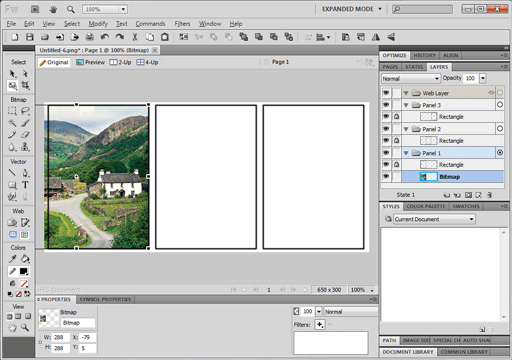 Fw
100%
EXPANDED MODE
File Edit View Select Modify Text Commands Filters Window Help
Untitled-6.png* : Page 1 @ 100% (Bitmap)
Original Preview 2-Up 4-Up
Page 1
Select
Bitmap
Vector
Web
Colors
View
OPTIMIZE HISTORY ALIGN
PAGES STATES LAYERS
Normal Opacity 100
Web Layer
Panel 3
Rectangle
Panel 2
Rectangle
Panel 1
Rectangle
Bitmap
State 1
STYLES COLOR PALETTE SWATCHES
Current Document
PATH IMAGE EDIT SPECIAL CH AUTO SHA
DOCUMENT LIBRARY COMMON LIBRARY
1 650 x 300 100%
PROPERTIES SYMBOL PROPERTIES
Bitmap
Bitmap
W: 288 X: -79
H: 288 Y: 5
100 Normal
Filters: